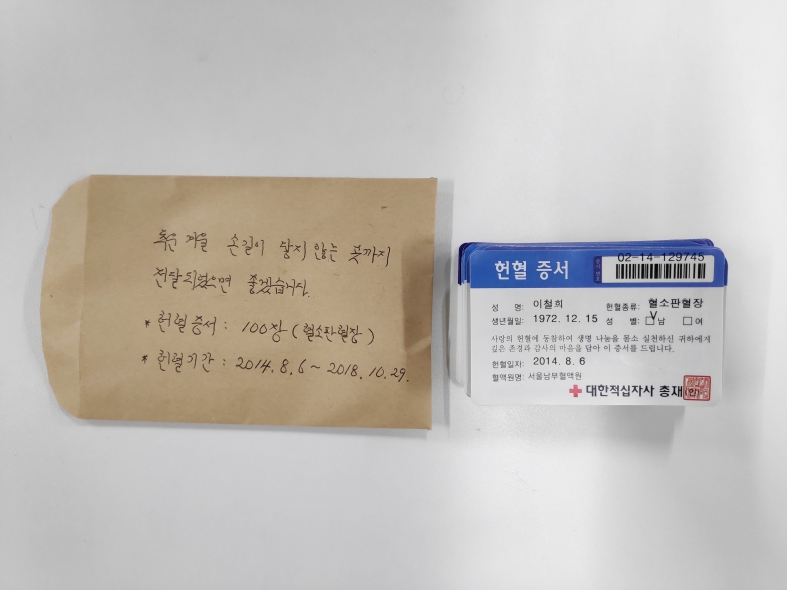 추운 겨울 손길이 닿지 않는 곳까지
전달되었으면 좋겠습니다.
* 헌혈 증서 : 100장 (혈소판혈장)
* 헌혈기간 : 2014. 8. 6 ~ 2018. 10. 29.
헌혈 증서
02-14-129745
성 명: 이철희 헌혈종류: 혈소판혈장
생년월일: 1972. 12. 15 성 별: ☑남 □여
사랑의 헌혈에 동참하여 생명 나눔을 몸소 실천하신 귀하에게
깊은 존경과 감사의 마음을 담아 이 증서를 드립니다.
헌혈일자: 2014. 8. 6
혈액원명: 서울남부혈액원
대한적십자사 총재 (인)